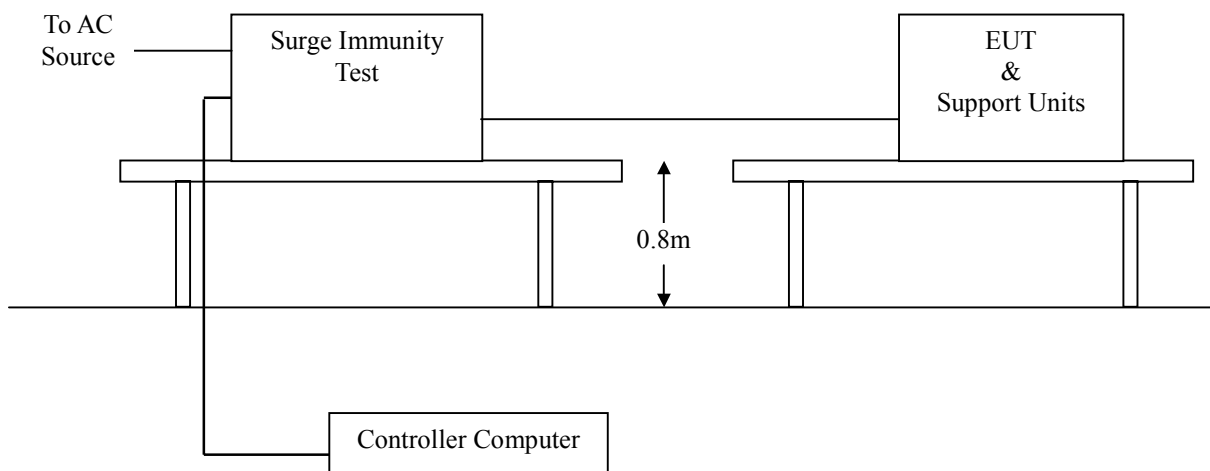 To AC
Source
Surge Immunity
Test
EUT
&
Support Units
0.8m
Controller Computer